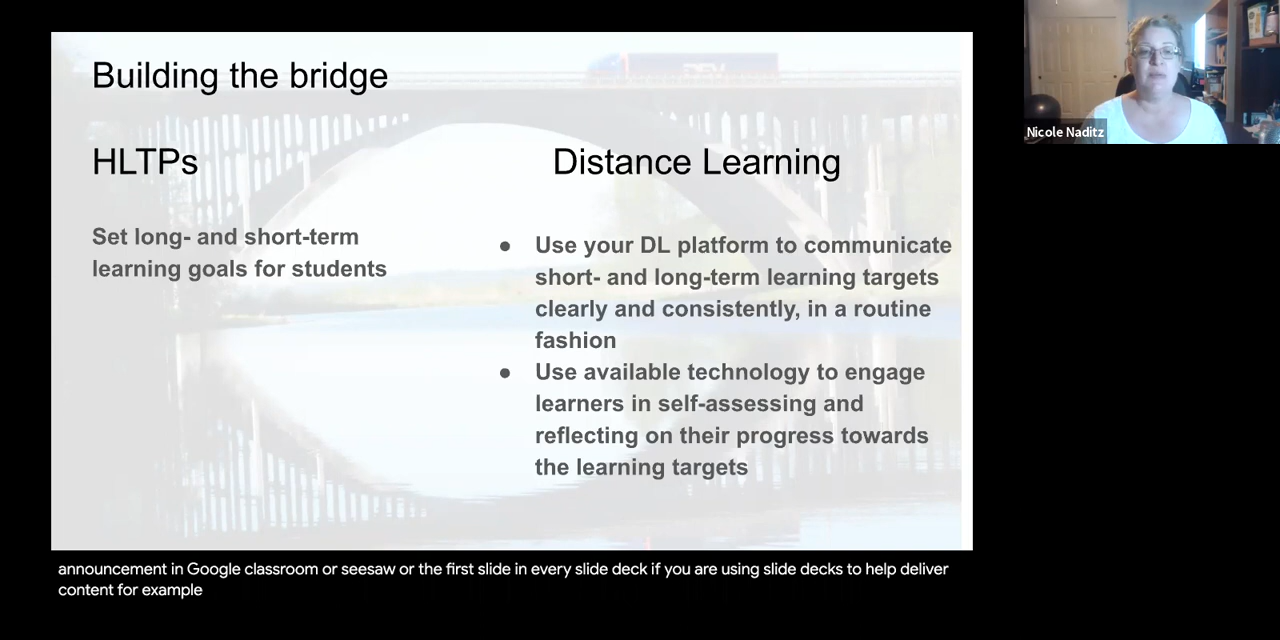 Building the bridge
HLTPs
Distance Learning
Set long- and short-term
learning goals for students
● Use your DL platform to communicate
short- and long-term learning targets
clearly and consistently, in a routine
fashion
● Use available technology to engage
learners in self-assessing and
reflecting on their progress towards
the learning targets
Nicole Naditz
announcement in Google classroom or seesaw or the first slide in every slide deck if you are using slide decks to help deliver
content for example